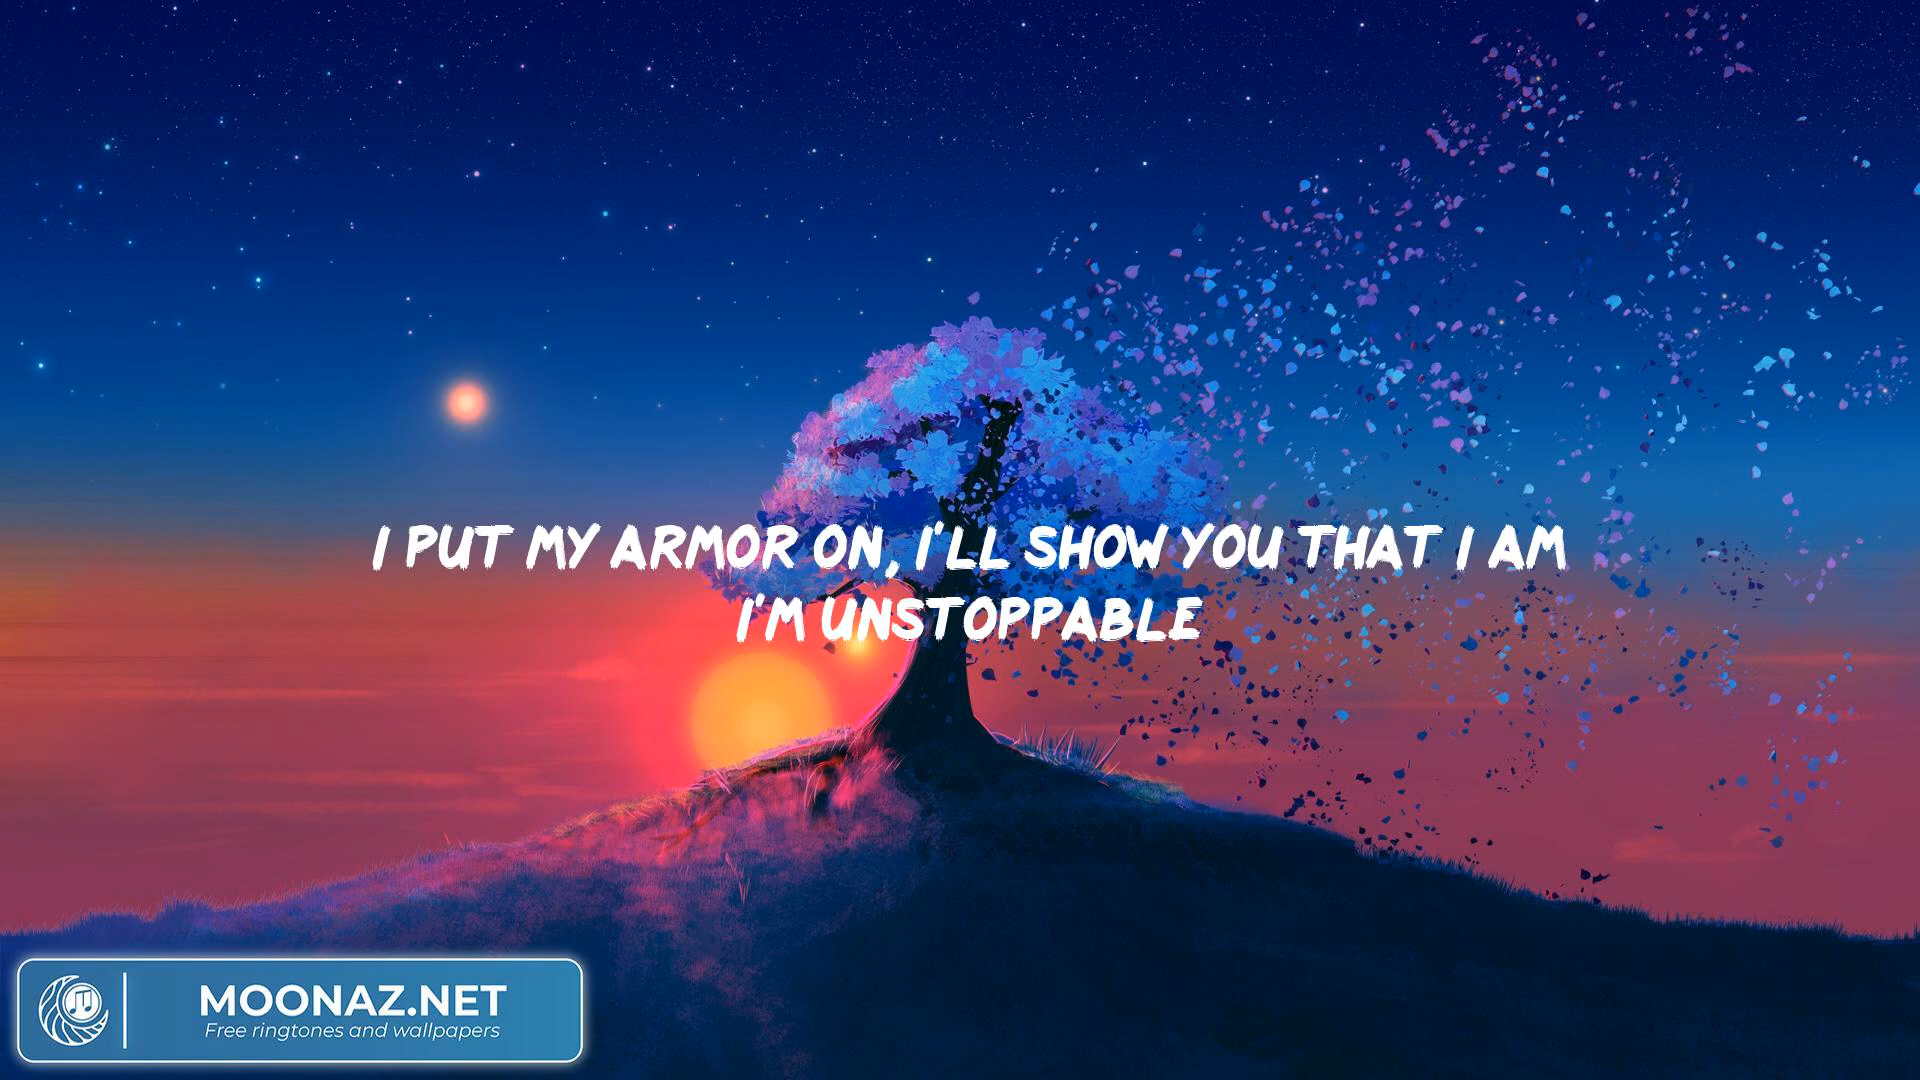 I PUT MY ARMOR ON, I'LL SHOW YOU THAT I AM
I'M UNSTOPPABLE
MOONAZ.NET
Free ringtones and wallpapers